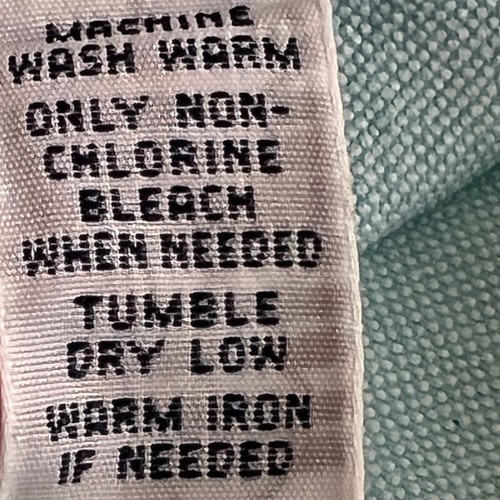 MACHINE
WASH WARM
ONLY NON-
CHLORINE
BLEACH
WHEN NEEDED
TUMBLE
DRY LOW
WARM IRON
IF NEEDED